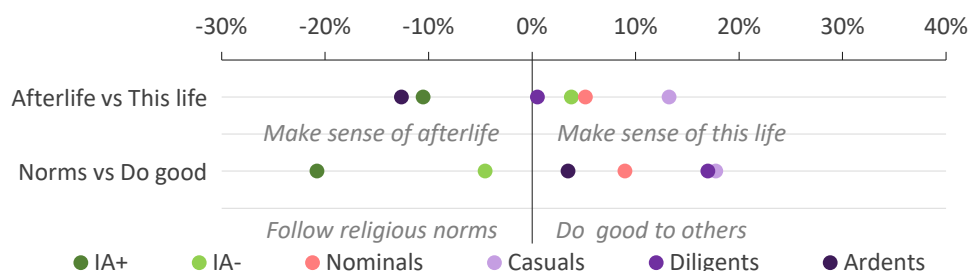 -30% -20% -10% 0% 10% 20% 30% 40%
Afterlife vs This life
Make sense of afterlife Make sense of this life
Norms vs Do good
Follow religious norms Do good to others
IA+ IA- Nominals Casuals Diligents Ardents